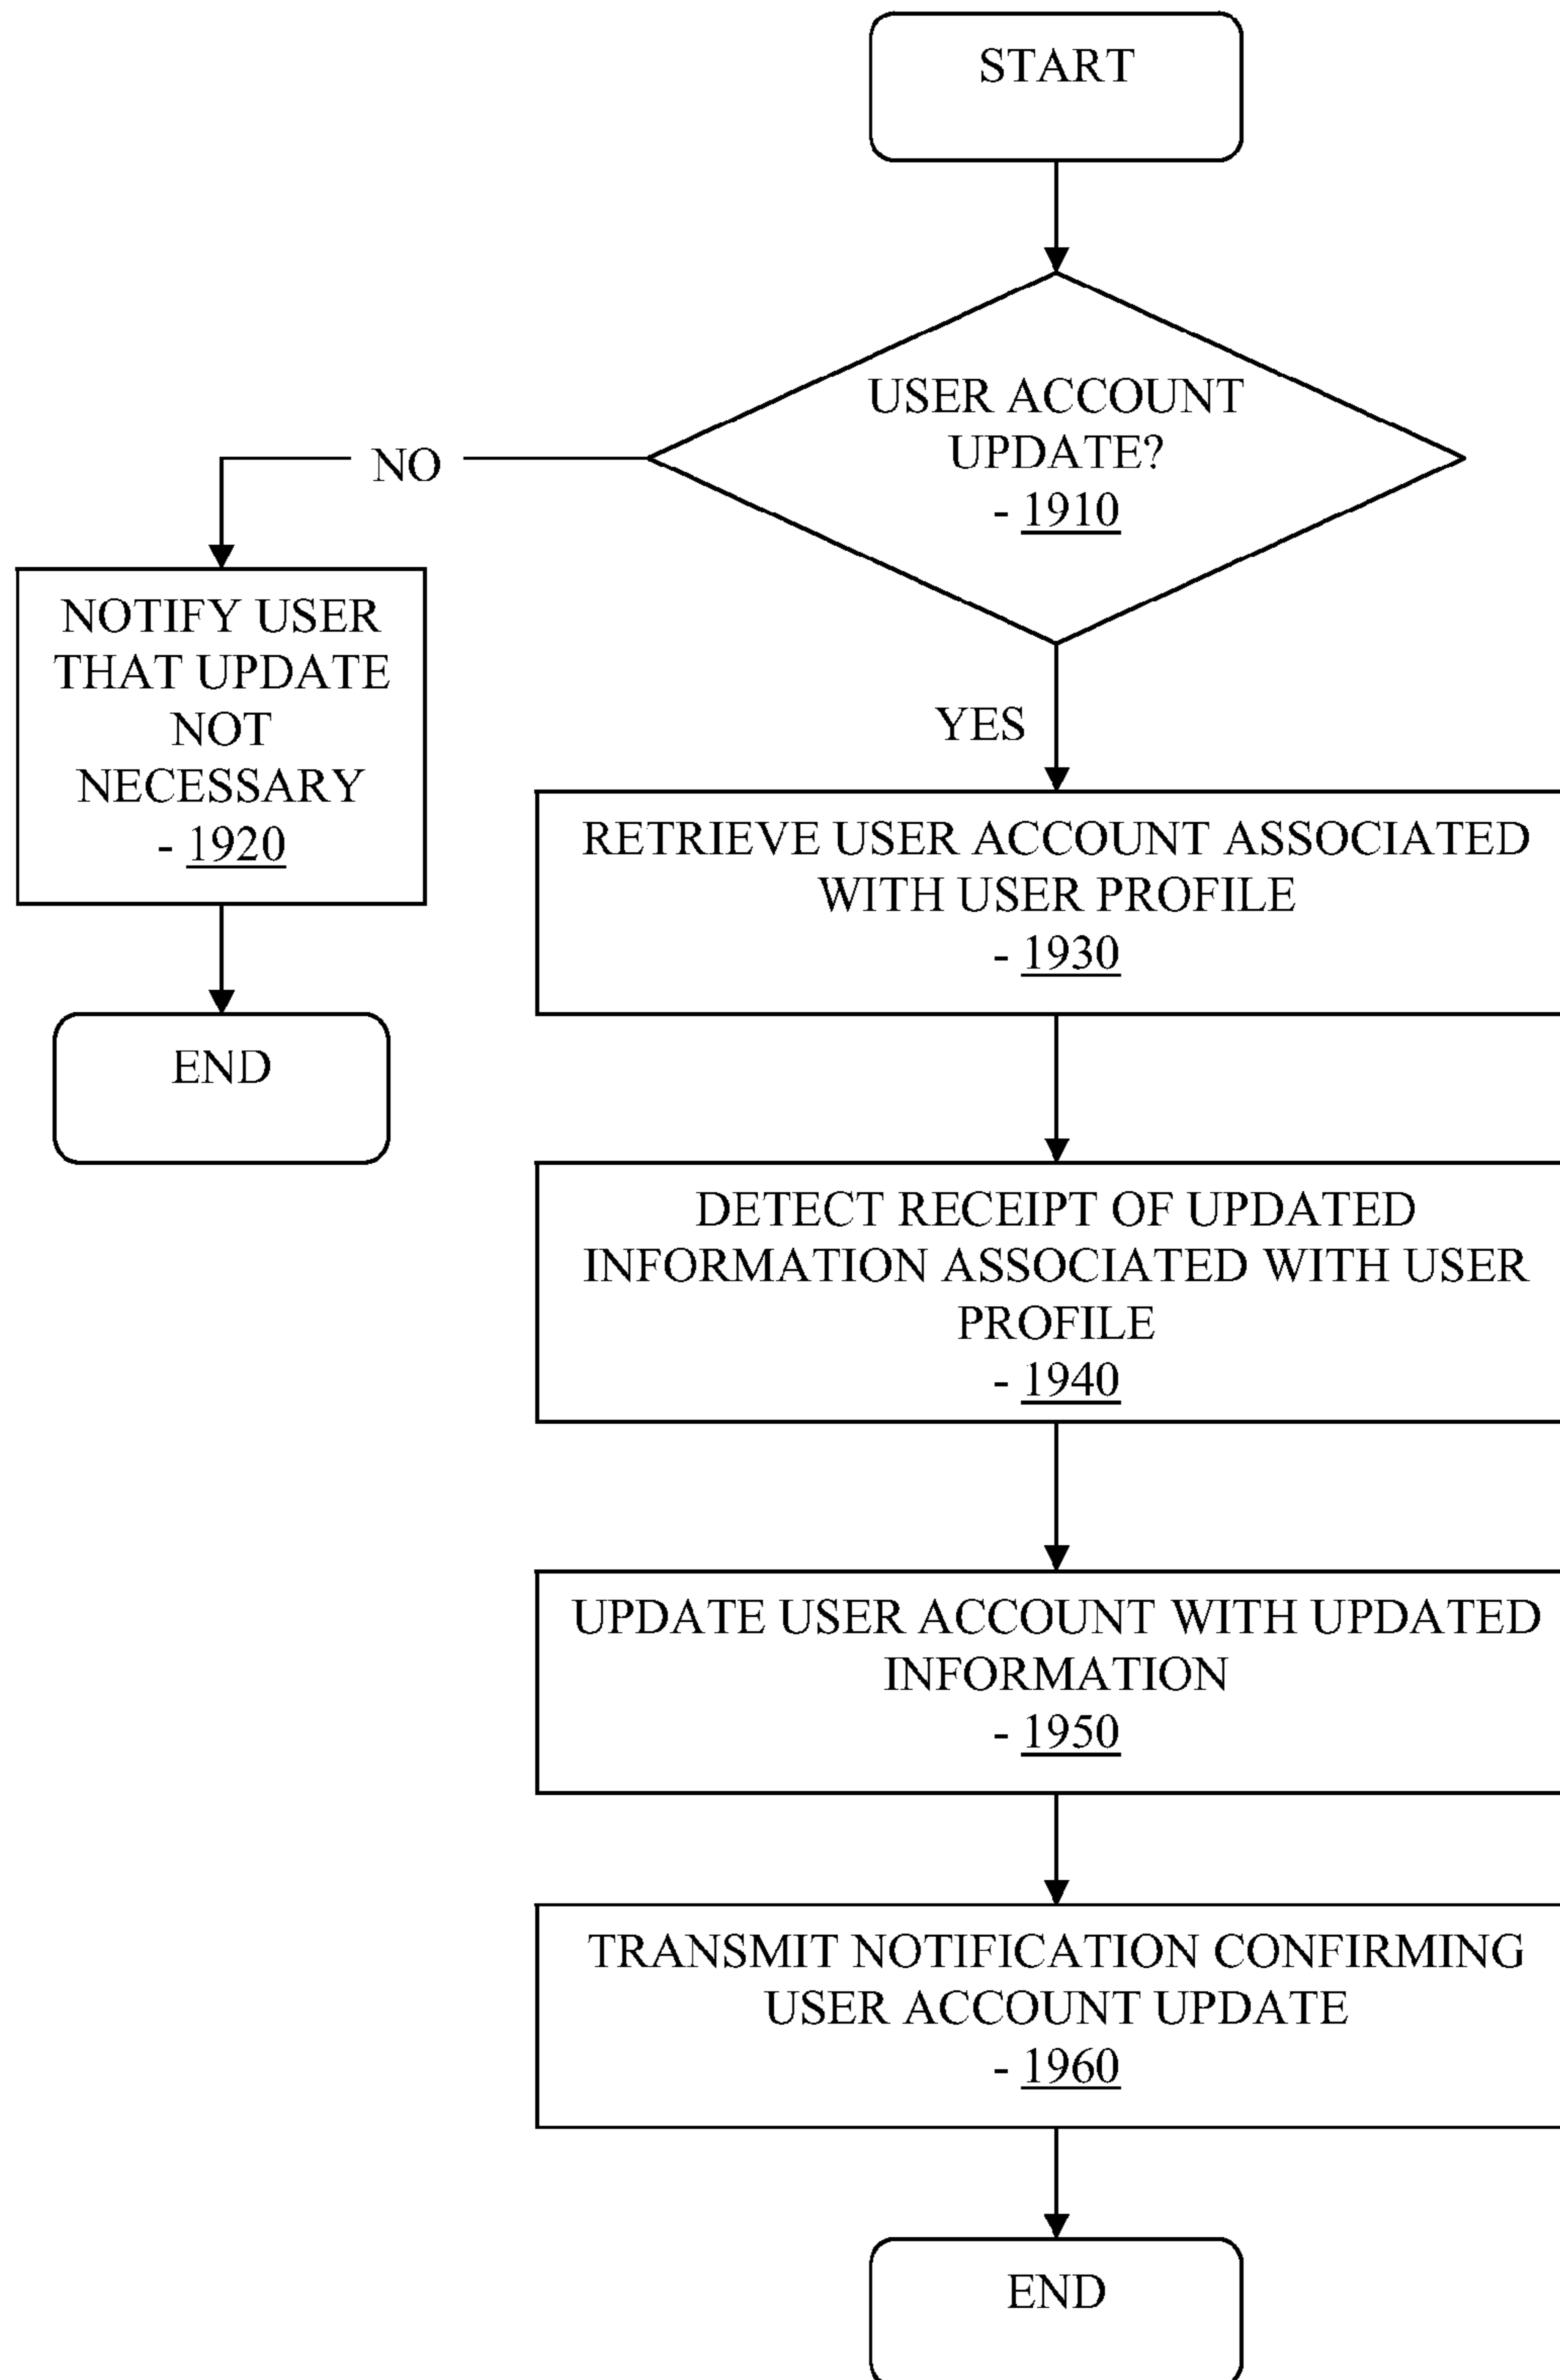 START
USER ACCOUNT
UPDATE?
- 1910
NO
NOTIFY USER
THAT UPDATE
NOT
NECESSARY
- 1920
END
YES
RETRIEVE USER ACCOUNT ASSOCIATED
WITH USER PROFILE
- 1930
DETECT RECEIPT OF UPDATED
INFORMATION ASSOCIATED WITH USER
PROFILE
- 1940
UPDATE USER ACCOUNT WITH UPDATED
INFORMATION
- 1950
TRANSMIT NOTIFICATION CONFIRMING
USER ACCOUNT UPDATE
- 1960
END